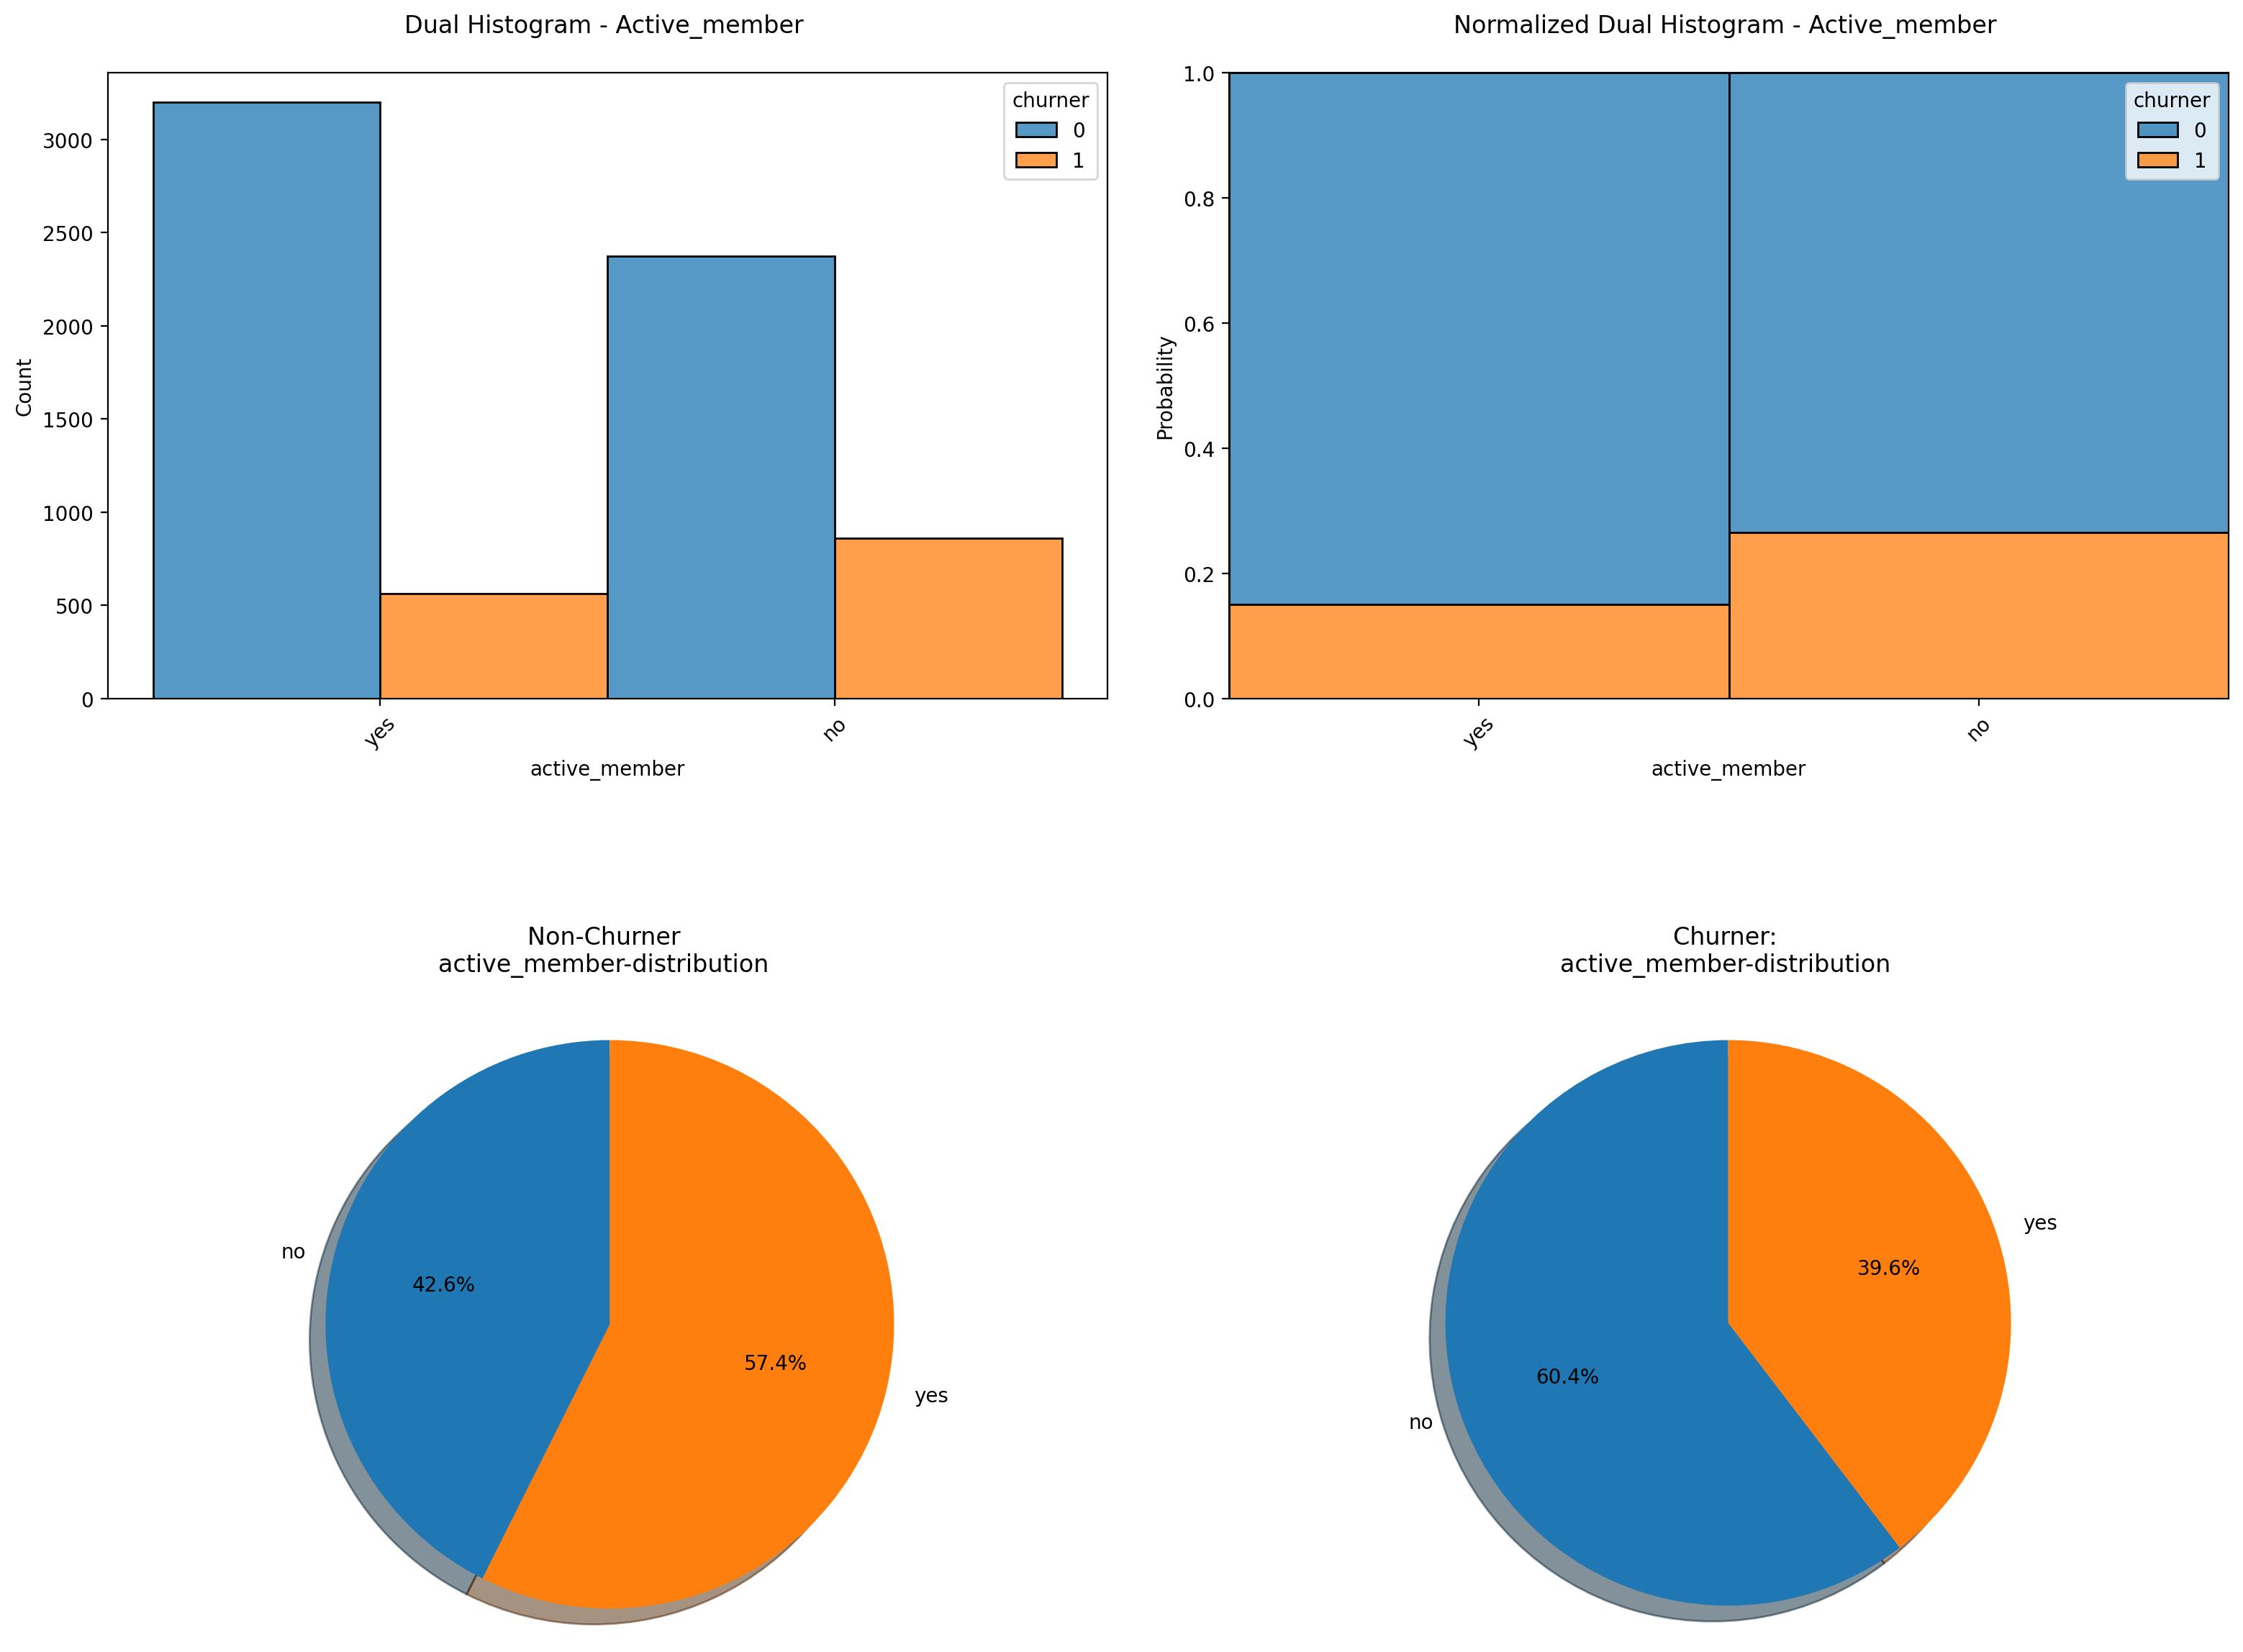 Dual Histogram - Active_member
churner
0
1
3000
2500
2000
1500
1000
500
0
Count
yes
no
active_member
Normalized Dual Histogram - Active_member
churner
0
1
1.0
0.8
0.6
0.4
0.2
0.0
Probability
yes
no
active_member
Non-Churner
active_member-distribution
no
42.6%
57.4%
yes
Churner:
active_member-distribution
yes
39.6%
60.4%
no